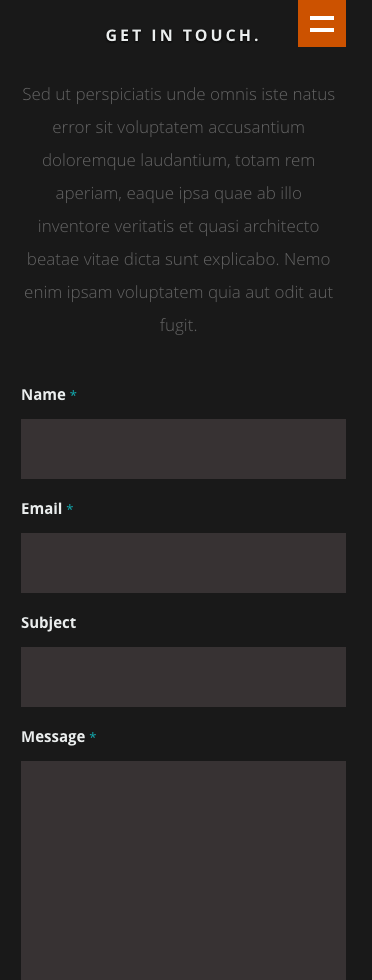 GET IN TOUCH.
Sed ut perspiciatis unde omnis iste natus
error sit voluptatem accusantium
doloremque laudantium, totam rem
aperiam, eaque ipsa quae ab illo
inventore veritatis et quasi architecto
beatae vitae dicta sunt explicabo. Nemo
enim ipsam voluptatem quia aut odit aut
fugit.
Name *
Email *
Subject
Message *